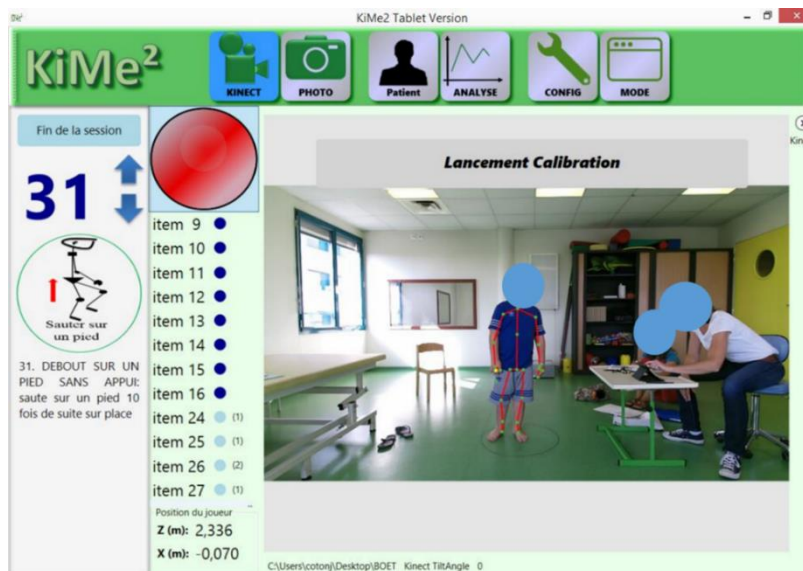 KiMe2 Tablet Version
KiMe²
KINECT
PHOTO
Patient
ANALYSE
CONFIG
MODE
Fin de la session
31
Sauter sur
un pied
31. DEBOUT SUR UN
PIED SANS APPUI:
saute sur un pied 10
fois de suite sur place
item 9
item 10
item 11
item 12
item 13
item 14
item 15
item 16
item 24 (1)
item 25 (1)
item 26 (2)
item 27 (1)
Position du joueur
Z (m): 2,336
X (m): -0,070
Lancement Calibration
Kin
C:\Users\cotonj\Desktop\BOET Kinect TiltAngle 0